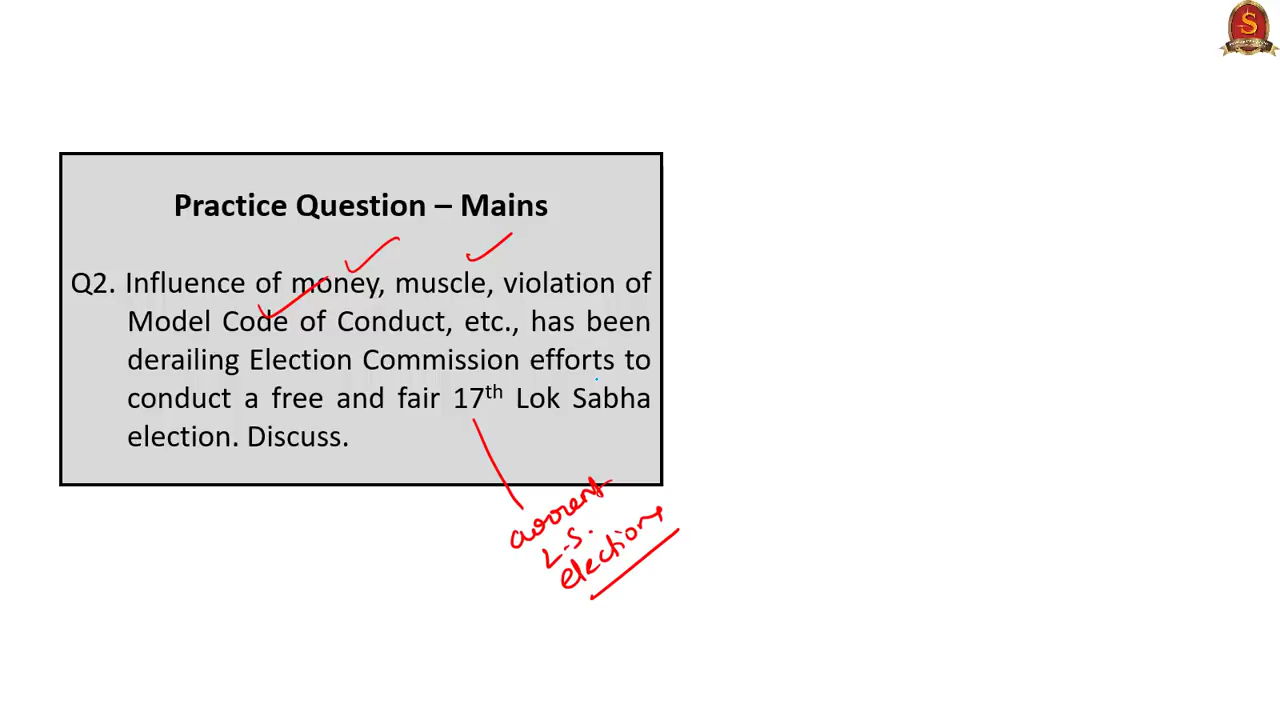 Practice Question – Mains
Q2. Influence of money, muscle, violation of
Model Code of Conduct, etc., has been
derailing Election Commission efforts to
conduct a free and fair 17th Lok Sabha
election. Discuss.
current
L.S.
elections